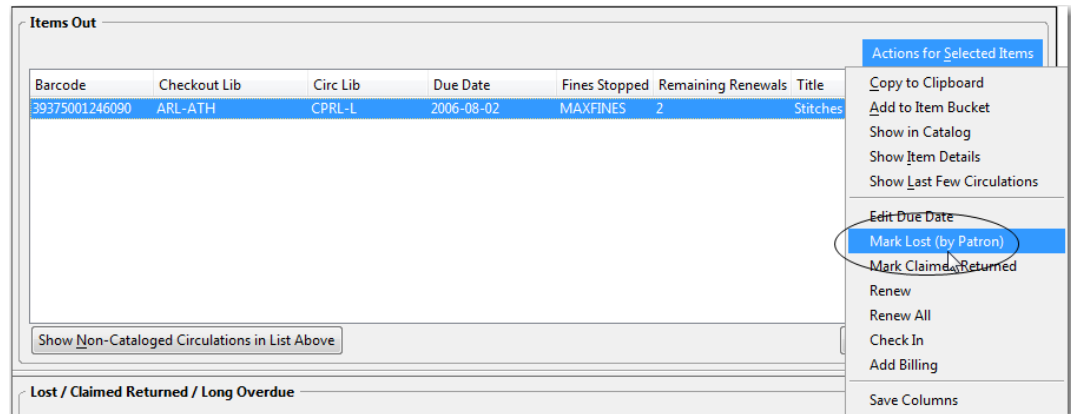 Items Out
Actions for Selected Items
Barcode Checkout Lib Circ Lib Due Date Fines Stopped Remaining Renewals Title
39375001246090 ARL-ATH CPRL-L 2006-08-02 MAXFINES 2 Stitches
Copy to Clipboard
Add to Item Bucket
Show in Catalog
Show Item Details
Show Last Few Circulations
Edit Due Date
Mark Lost (by Patron)
Mark Claimed Returned
Renew
Renew All
Check In
Add Billing
Save Columns
Show Non-Cataloged Circulations in List Above
Lost / Claimed Returned / Long Overdue